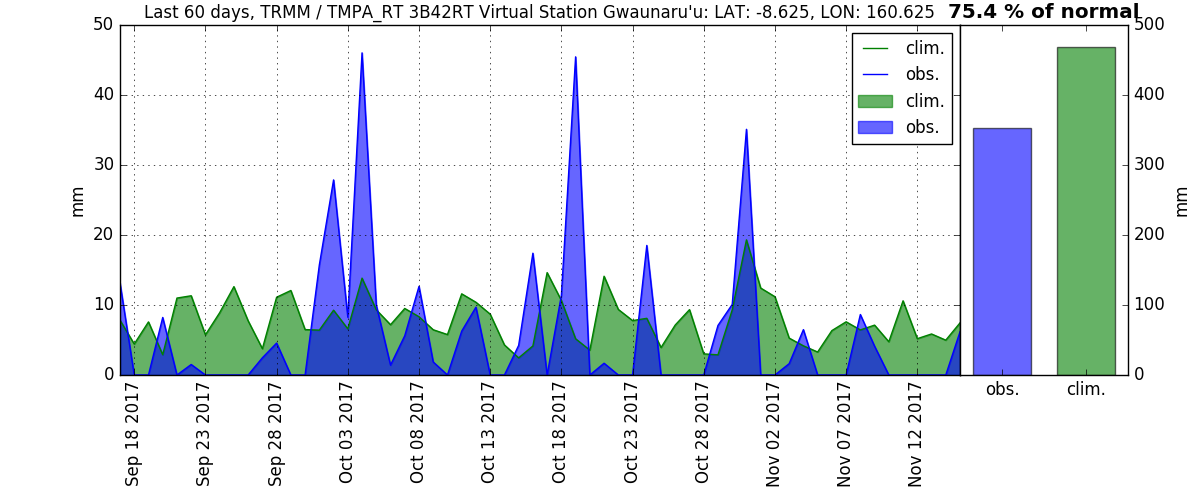 Last 60 days, TRMM / TMPA_RT 3B42RT Virtual Station Gwaunaru'u: LAT: -8.625, LON: 160.625
75.4 % of normal
50
40
30
20
10
0
mm
clim.
obs.
clim.
obs.
500
400
300
200
100
0
mm
Sep 18 2017
Sep 23 2017
Sep 28 2017
Oct 03 2017
Oct 08 2017
Oct 13 2017
Oct 18 2017
Oct 23 2017
Oct 28 2017
Nov 02 2017
Nov 07 2017
Nov 12 2017
obs.
clim.